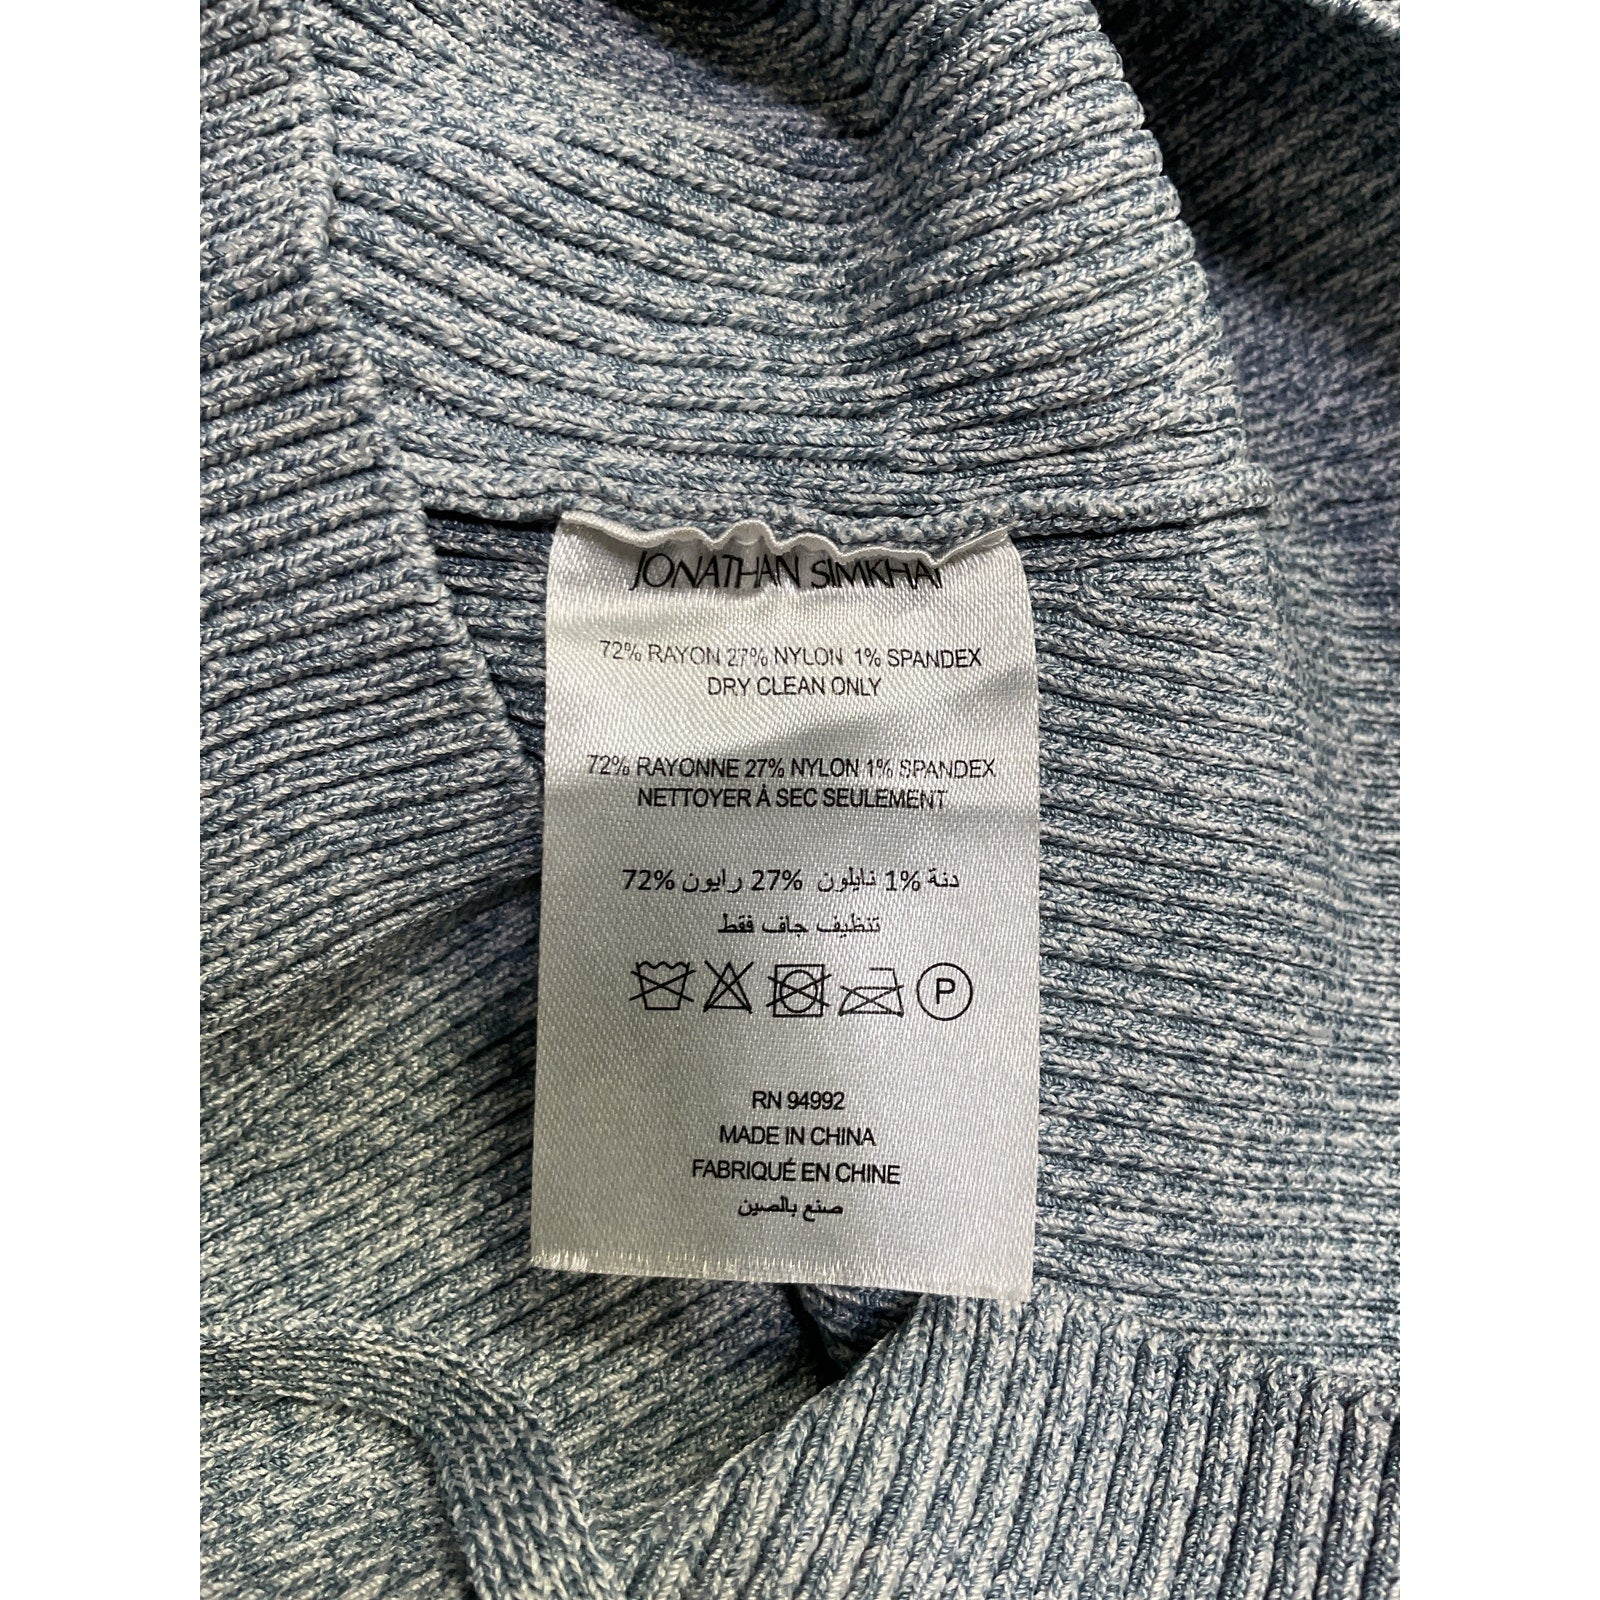 JONATHAN SIMKHAI
72% RAYON 27% NYLON 1% SPANDEX
DRY CLEAN ONLY
72% RAYONNE 27% NYLON 1% SPANDEX
NETTOYER À SEC SEULEMENT
دنة 1% نايلون 27% رايون 72%
تنظيف جاف فقط
P
RN 94992
MADE IN CHINA
FABRIQUÉ EN CHINE
صنع بالصين